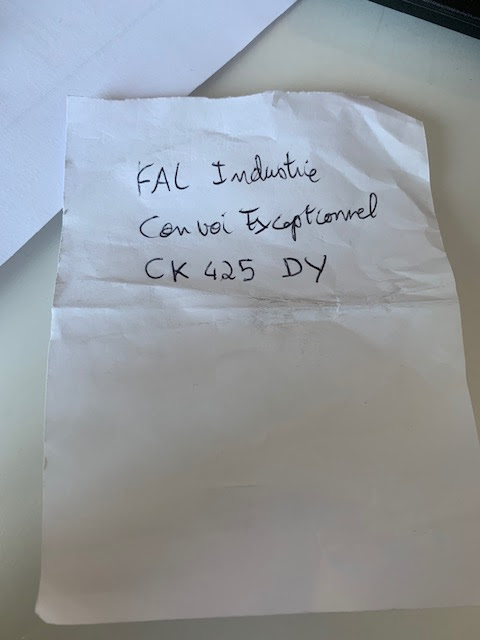 FAL Industrie
Convoi Exceptionnel
CK 425 DY